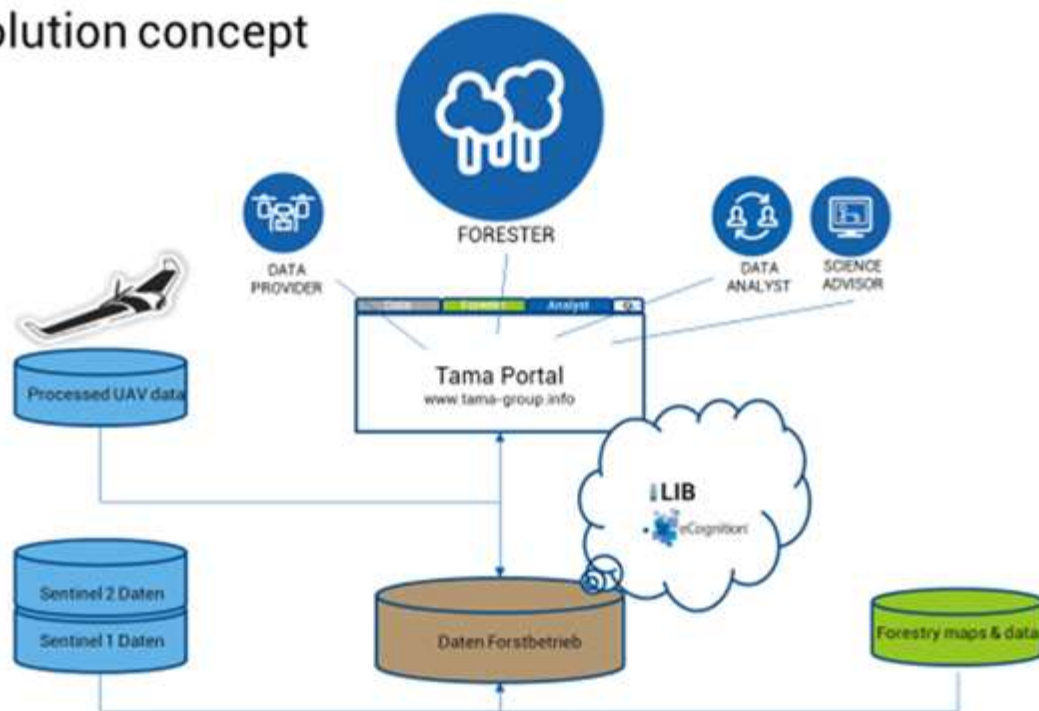 olution concept
FORESTER
DATA
PROVIDER
DATA
ANALYST
SCIENCE
ADVISOR
Forester
Analyst
Tama Portal
www.tama-group.info
Processed UAV data
LIB
eCognition
Sentinel 2 Daten
Sentinel 1 Daten
Daten Forstbetrieb
Forestry maps & data